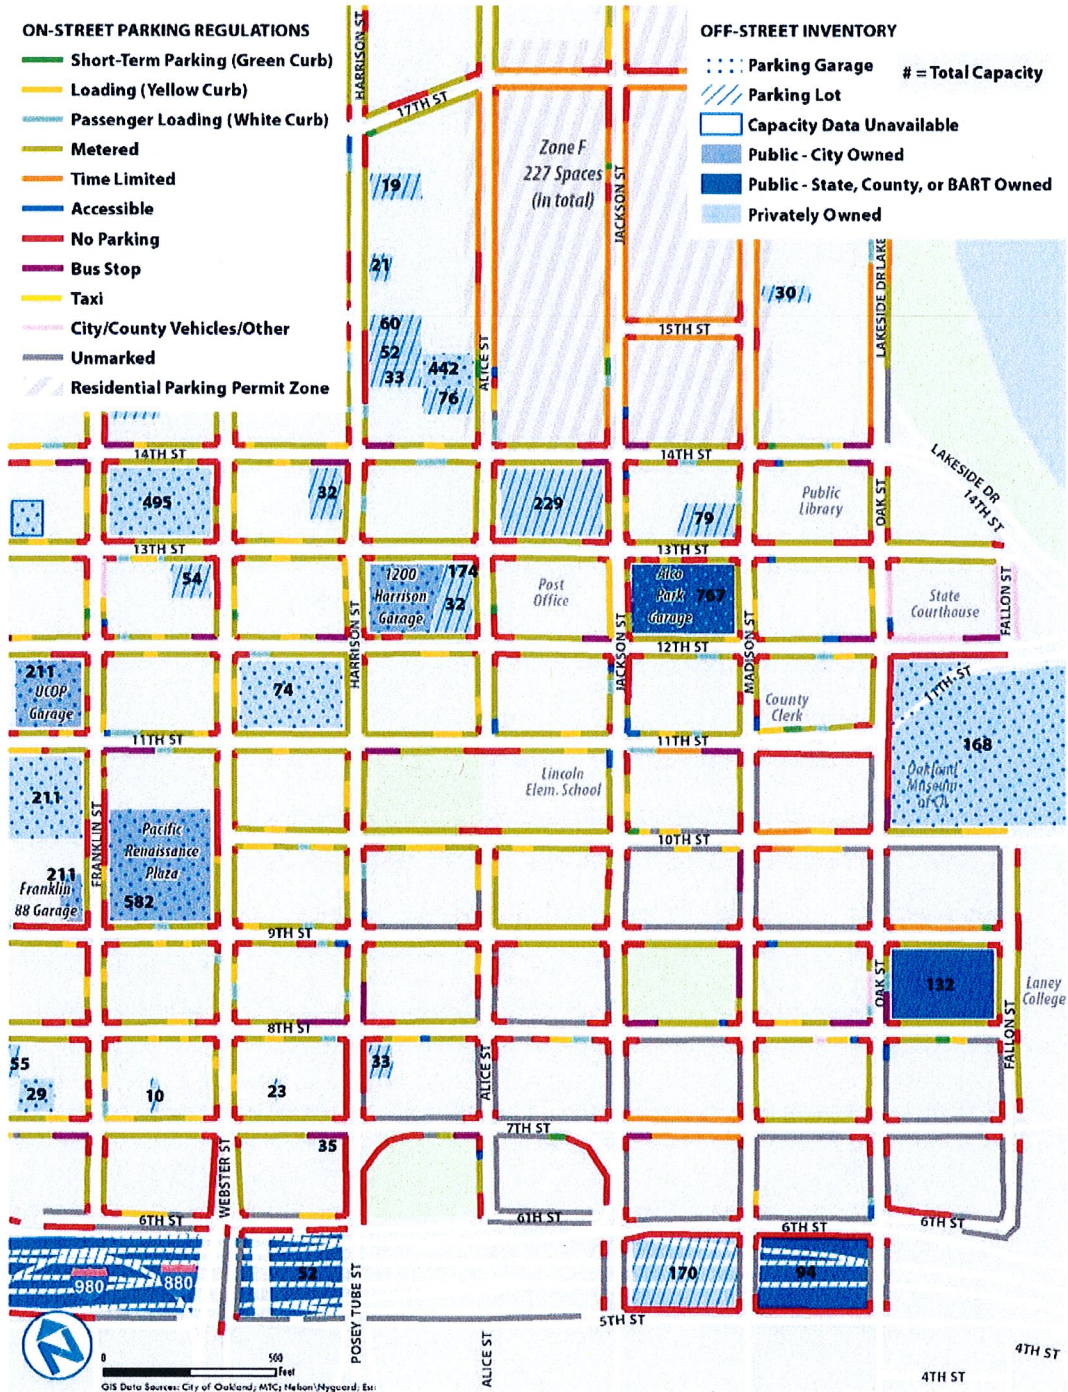 ON-STREET PARKING REGULATIONS
Short-Term Parking (Green Curb)
Loading (Yellow Curb)
Passenger Loading (White Curb)
Metered
Time Limited
Accessible
No Parking
Bus Stop
Taxi
City/County Vehicles/Other
Unmarked
Residential Parking Permit Zone
OFF-STREET INVENTORY
Parking Garage
# = Total Capacity
Parking Lot
Capacity Data Unavailable
Public - City Owned
Public - State, County, or BART Owned
Privately Owned
HARRISON ST
17TH ST
Zone F
227 Spaces
(in total)
JACKSON ST
LAKESIDE DR
LAKE
19
21
30
15TH ST
60
52
33
442
76
ALICE ST
14TH ST
14TH ST
LAKESIDE DR
14TH ST
495
32
229
79
Public
Library
OAK ST
13TH ST
13TH ST
54
1200
Harrison
Garage
174
32
Post
Office
Alco
Park
Garage
767
State
Courthouse
FALLON ST
HARRISON ST
JACKSON ST
MADISON ST
12TH ST
211
UCOP
Garage
74
County
Clerk
11TH ST
11TH ST
11TH ST
168
Oakland
Museum
of CA
211
Lincoln
Elem. School
FRANKLIN ST
Pacific
Renaissance
Plaza
582
10TH ST
211
Franklin
88 Garage
9TH ST
OAK ST
132
Laney
College
FALLON ST
8TH ST
55
29
10
23
33
ALICE ST
7TH ST
35
WEBSTER ST
6TH ST
6TH ST
6TH ST
6TH ST
980
880
52
170
94
POSEY TUBE ST
5TH ST
ALICE ST
4TH ST
4TH ST
N
0
500
Feet
GIS Data Sources: City of Oakland; MTC; Nelson\Nygaard; Esri